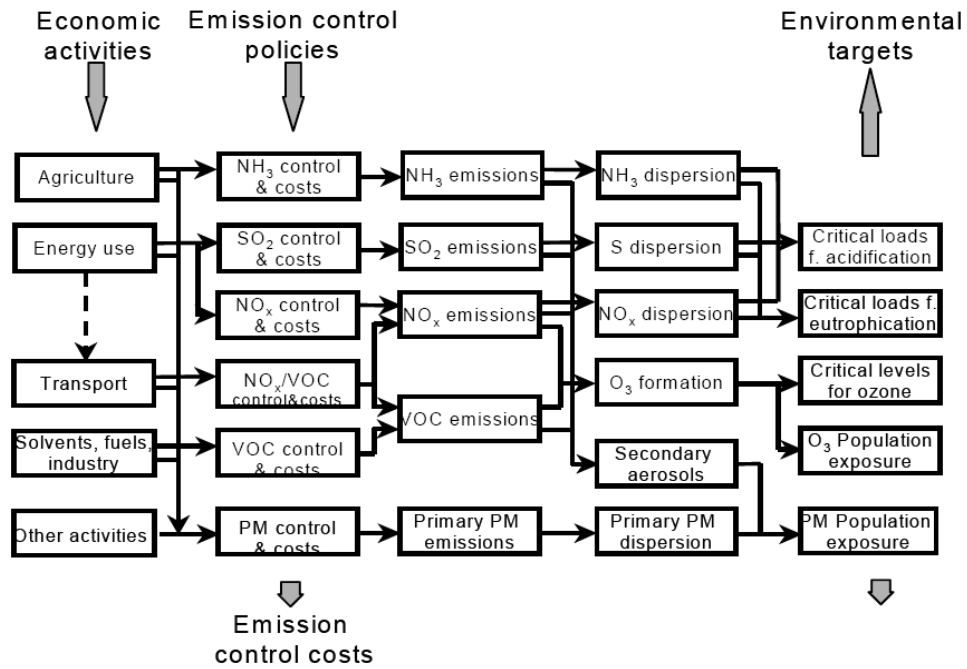 Economic
activities
Emission control
policies
Environmental
targets
Agriculture
NH3 control
& costs
NH3 emissions
NH3 dispersion
Energy use
SO2 control
& costs
SO2 emissions
S dispersion
Critical loads
f. acidification
NOx control
& costs
NOx emissions
NOx dispersion
Critical loads f.
eutrophication
Transport
NOx/VOC
control&costs
VOC emissions
O3 formation
Critical levels
for ozone
Solvents, fuels,
industry
VOC control
& costs
Secondary
aerosols
O3 Population
exposure
Other activities
PM control
& costs
Primary PM
emissions
Primary PM
dispersion
PM Population
exposure
Emission
control costs